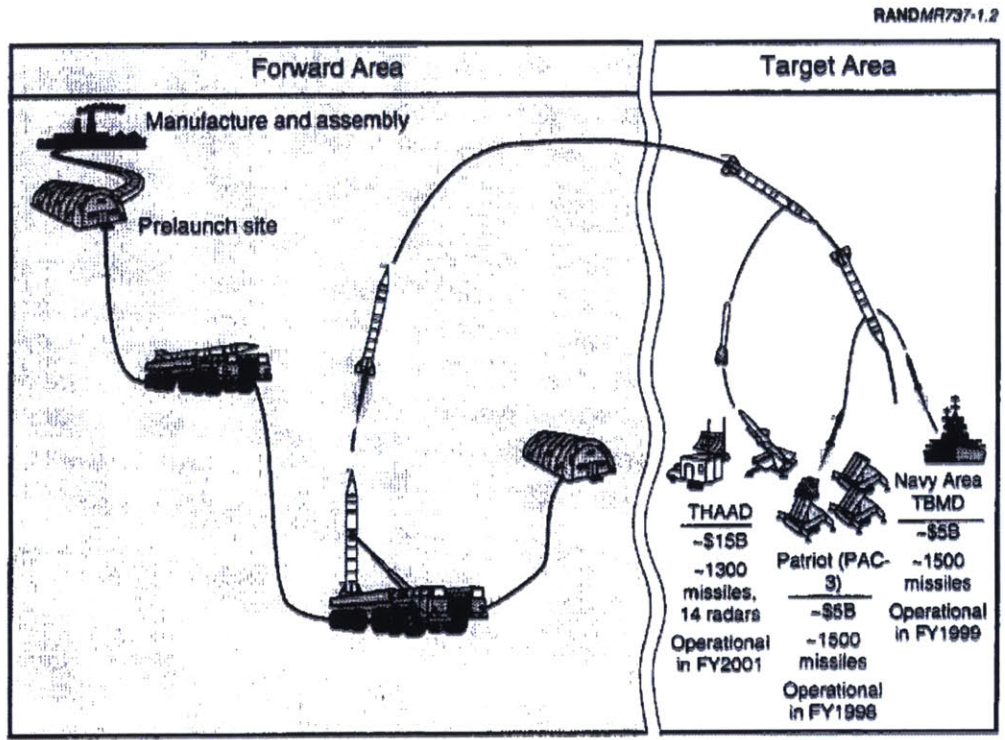 RANDMR737-1.2
Forward Area
Target Area
Manufacture and assembly
Prelaunch site
THAAD
~$15B
~1300
missiles,
14 radars
Operational
in FY2001
Patriot (PAC-
3)
~$5B
~1500
missiles
Operational
in FY1998
Navy Area
TBMD
~$5B
~1500
missiles
Operational
in FY1999